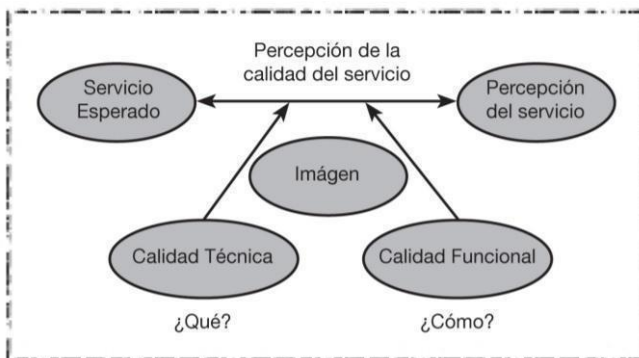 Percepción de la
calidad del servicio
Servicio
Esperado
Percepción
del servicio
Imágen
Calidad Técnica
Calidad Funcional
¿Qué?
¿Cómo?